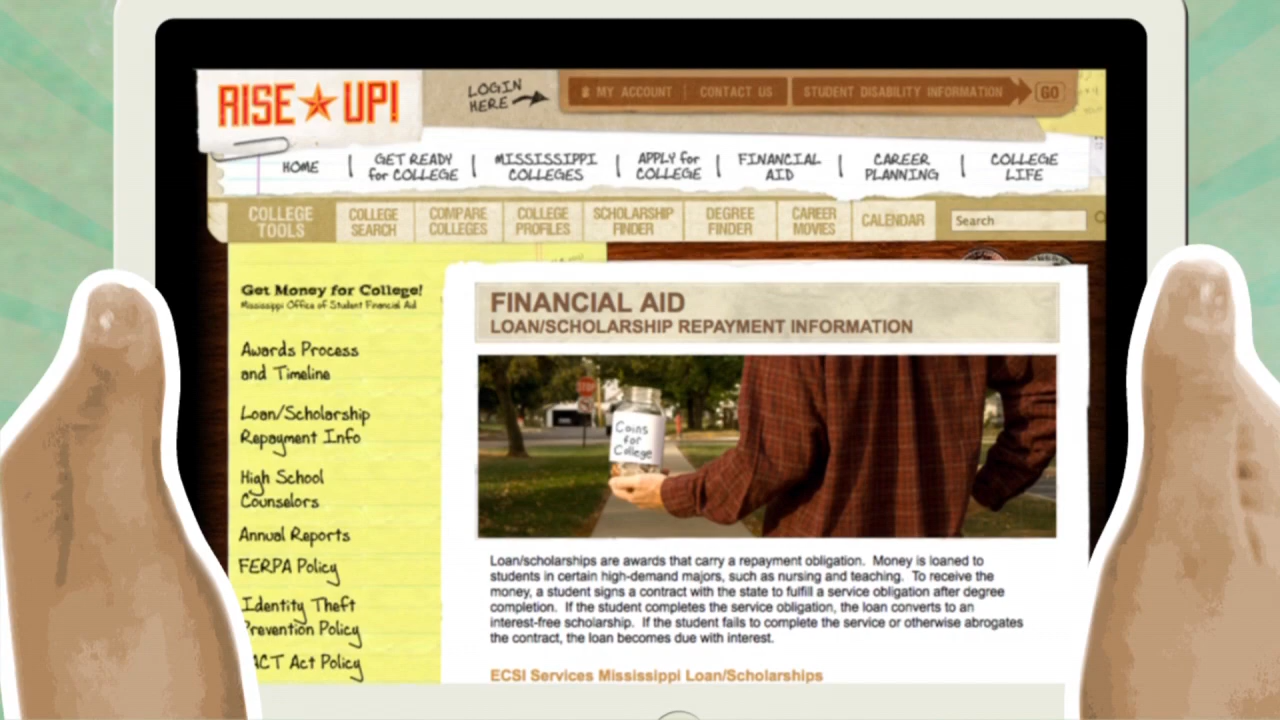 RISE UP!
LOGIN HERE
MY ACCOUNT | CONTACT US
STUDENT DISABILITY INFORMATION
GO
HOME
GET READY for COLLEGE
MISSISSIPPI COLLEGES
APPLY for COLLEGE
FINANCIAL AID
CAREER PLANNING
COLLEGE LIFE
COLLEGE TOOLS
COLLEGE SEARCH
COMPARE COLLEGES
COLLEGE PROFILES
SCHOLARSHIP FINDER
DEGREE FINDER
CAREER MOVIES
CALENDAR
Search
Get Money for College!
Mississippi Office of Student Financial Aid
Awards Process
and Timeline
Loan/Scholarship
Repayment Info
High School
Counselors
Annual Reports
FERPA Policy
Identity Theft
Prevention Policy
ACT Act Policy
FINANCIAL AID
LOAN/SCHOLARSHIP REPAYMENT INFORMATION
STOP
Coins
for
College
Loan/scholarships are awards that carry a repayment obligation. Money is loaned to
students in certain high-demand majors, such as nursing and teaching. To receive the
money, a student signs a contract with the state to fulfill a service obligation after degree
completion. If the student completes the service obligation, the loan converts to an
interest-free scholarship. If the student fails to complete the service or otherwise abrogates
the contract, the loan becomes due with interest.
ECSI Services Mississippi Loan/Scholarships